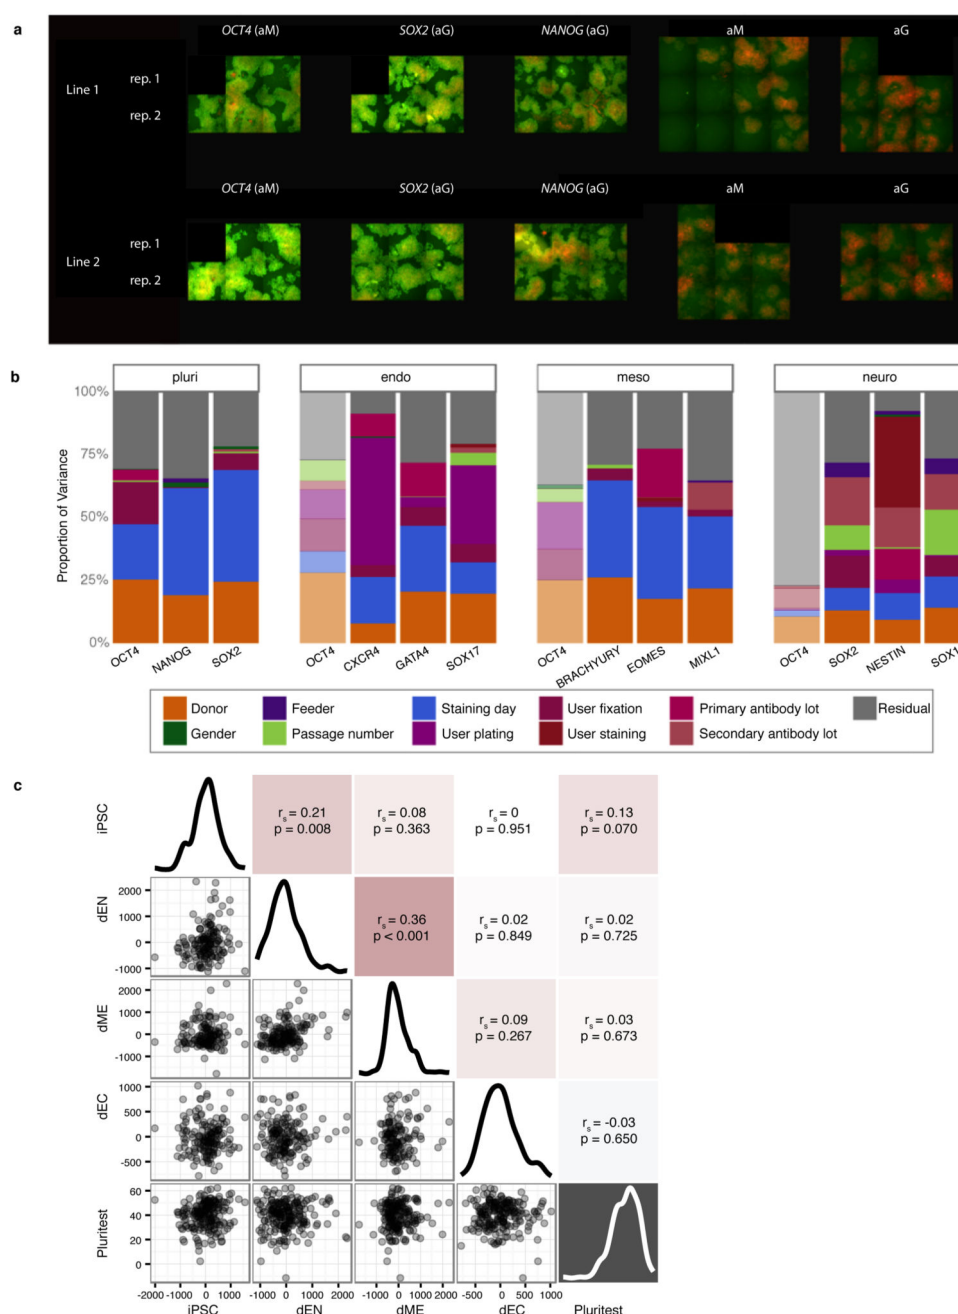 a
OCT4 (aM) SOX2 (aG) NANOG (aG) aM aG
Line 1
rep. 1
rep. 2
OCT4 (aM) SOX2 (aG) NANOG (aG) aM aG
Line 2
rep. 1
rep. 2
b
pluri endo meso neuro
Proportion of Variance
100%
75%
50%
25%
0%
OCT4 NANOG SOX2 OCT4 CXCR4 GATA4 SOX17 OCT4 BRACHYURY EOMES MIXL1 OCT4 SOX2 NESTIN SOX1
Donor Feeder Staining day User fixation Primary antibody lot Residual
Gender Passage number User plating User staining Secondary antibody lot
c
iPSC
rs = 0.21 rs = 0.08 rs = 0 rs = 0.13
p = 0.008 p = 0.363 p = 0.951 p = 0.070
dEN
2000
1000
0
-1000
rs = 0.36 rs = 0.02 rs = 0.02
p < 0.001 p = 0.849 p = 0.725
dME
2000
1000
0
-1000
rs = 0.09 rs = 0.03
p = 0.267 p = 0.673
dEC
1000
500
0
-500
rs = -0.03
p = 0.650
Pluritest
60
40
20
0
-2000 -1000 0 1000 -1000 0 1000 2000 -1000 0 1000 2000 -500 0 500 1000
iPSC dEN dME dEC Pluritest